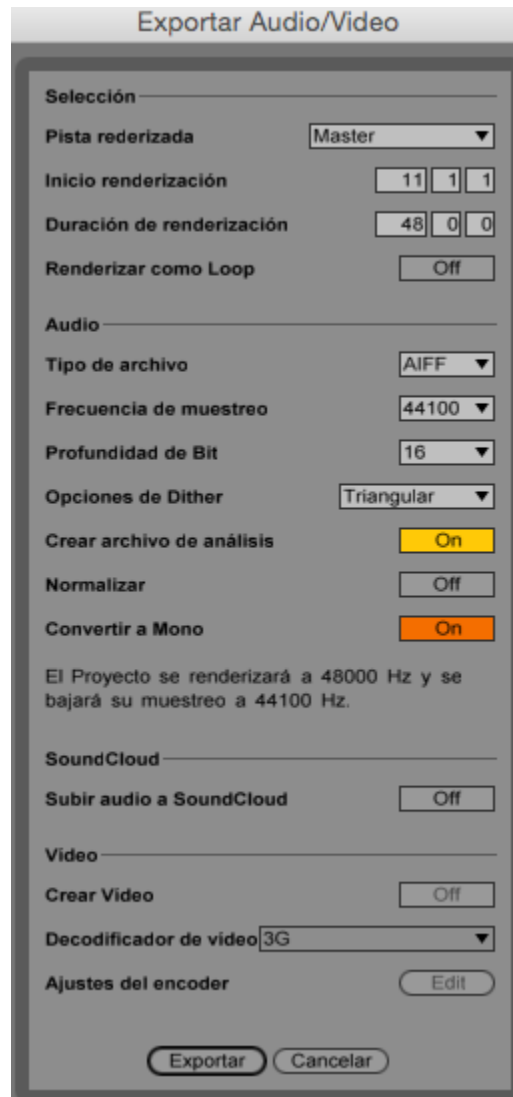 Exportar Audio/Video
Selección
Pista rederizada Master
Inicio renderización 11 1 1
Duración de renderización 48 0 0
Renderizar como Loop Off
Audio
Tipo de archivo AIFF
Frecuencia de muestreo 44100
Profundidad de Bit 16
Opciones de Dither Triangular
Crear archivo de análisis On
Normalizar Off
Convertir a Mono On
El Proyecto se renderizará a 48000 Hz y se
bajará su muestreo a 44100 Hz.
SoundCloud
Subir audio a SoundCloud Off
Vídeo
Crear Vídeo Off
Decodificador de vídeo 3G
Ajustes del encoder Edit
Exportar Cancelar